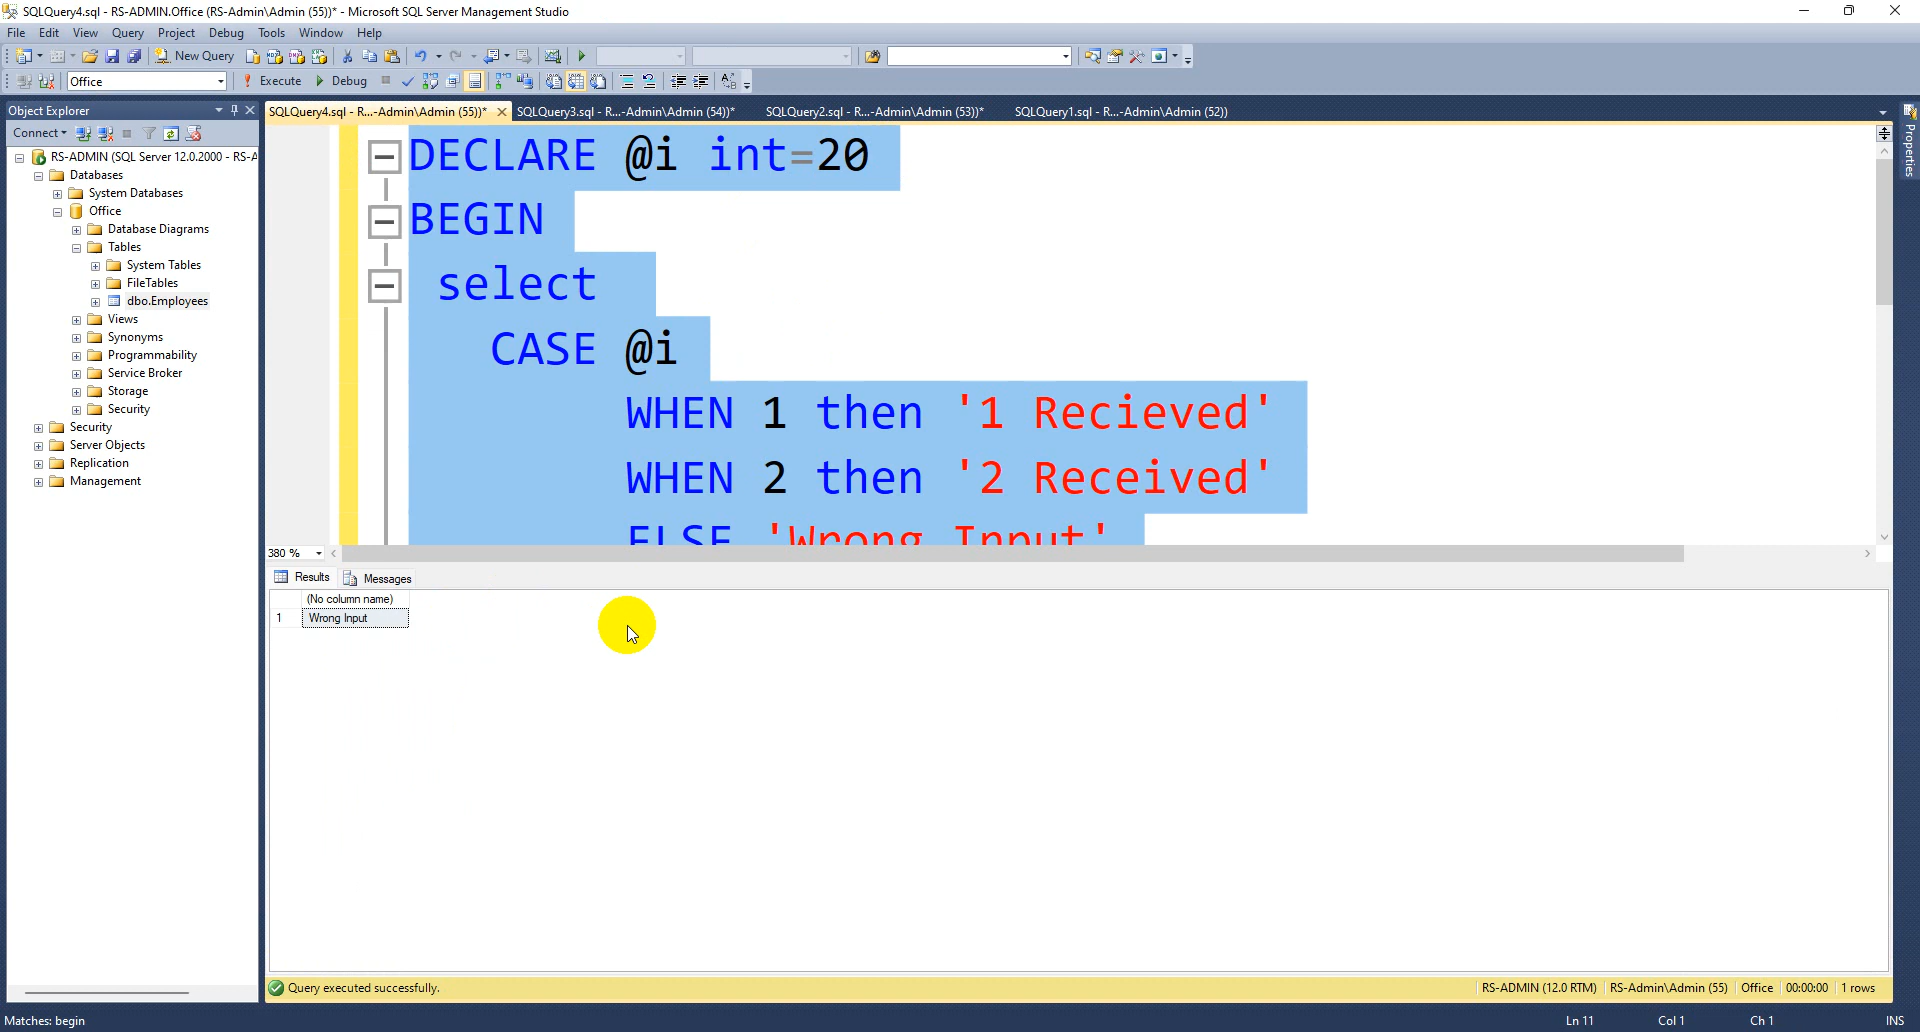 SQLQuery4.sql - RS-ADMIN.Office (RS-Admin\Admin (55))* - Microsoft SQL Server Management Studio
File Edit View Query Project Debug Tools Window Help
New Query
Office Execute Debug
Object Explorer
SQLQuery4.sql - R...-Admin\Admin (55))* SQLQuery3.sql - R...-Admin\Admin (54))* SQLQuery2.sql - R...-Admin\Admin (53))* SQLQuery1.sql - R...-Admin\Admin (52))
Connect
RS-ADMIN (SQL Server 12.0.2000 - RS-A
Databases
System Databases
Office
Database Diagrams
Tables
System Tables
FileTables
dbo.Employees
Views
Synonyms
Programmability
Service Broker
Storage
Security
Security
Server Objects
Replication
Management
DECLARE @i int=20
BEGIN
select
CASE @i
WHEN 1 then '1 Recieved'
WHEN 2 then '2 Received'
ELSE 'Wrong Input'
Properties
380 %
Results Messages
(No column name)
1 Wrong Input
Query executed successfully. RS-ADMIN (12.0 RTM) RS-Admin\Admin (55) Office 00:00:00 1 rows
Matches: begin Ln 11 Col 1 Ch 1 INS